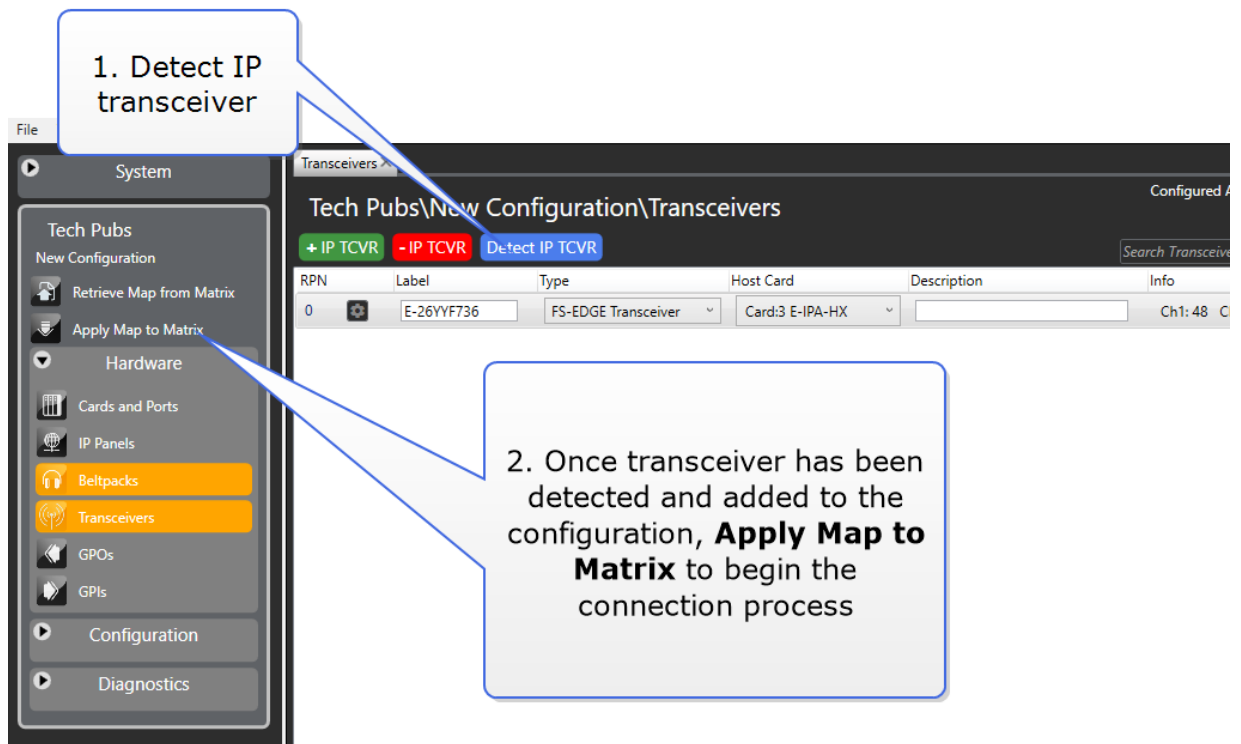 1. Detect IP
transceiver
File
System
Tech Pubs
New Configuration
Retrieve Map from Matrix
Apply Map to Matrix
Hardware
Cards and Ports
IP Panels
Beltpacks
Transceivers
GPOs
GPIs
Configuration
Diagnostics
Transceivers ×
Configured A
Tech Pubs\New Configuration\Transceivers
+ IP TCVR - IP TCVR Detect IP TCVR
Search Transceive
RPN Label Type Host Card Description Info
0 E-26YYF736 FS-EDGE Transceiver Card:3 E-IPA-HX Ch1: 48
2. Once transceiver has been
detected and added to the
configuration, Apply Map to
Matrix to begin the
connection process